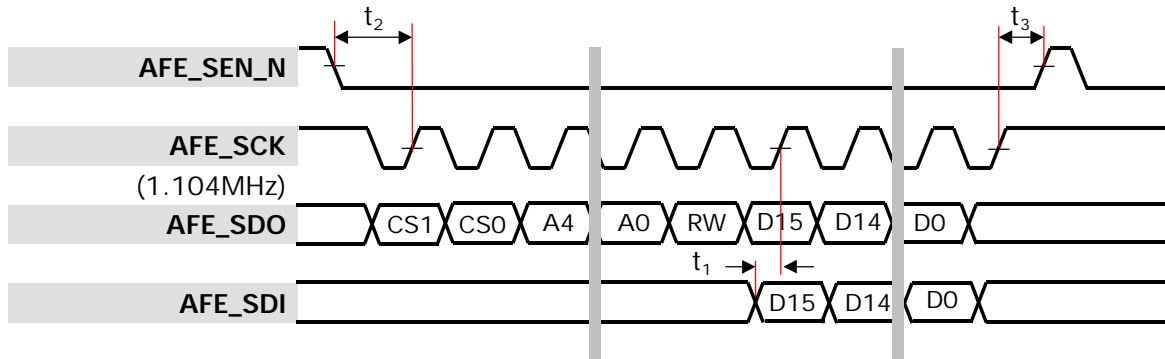 t2 t3
AFE_SEN_N
AFE_SCK
(1.104MHz)
AFE_SDO CS1 CS0 A4 A0 RW D15 D14 D0
t1
AFE_SDI D15 D14 D0